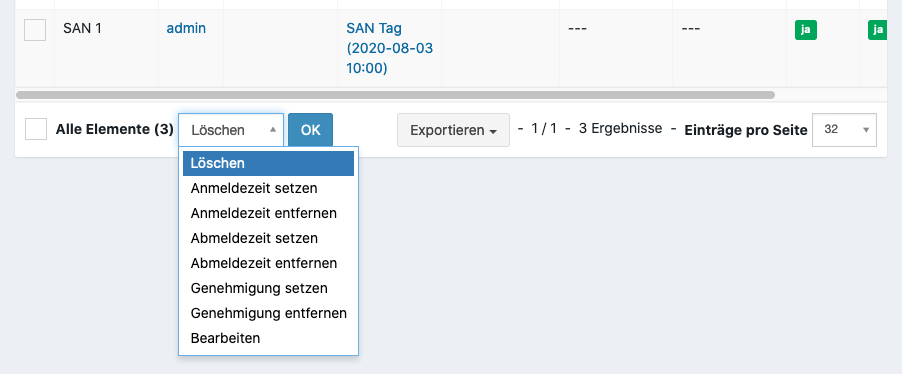 SAN 1 admin SAN Tag --- --- ja ja
(2020-08-03
10:00)
Alle Elemente (3) Löschen OK Exportieren - 1 / 1 - 3 Ergebnisse - Einträge pro Seite 32
Löschen
Anmeldezeit setzen
Anmeldezeit entfernen
Abmeldezeit setzen
Abmeldezeit entfernen
Genehmigung setzen
Genehmigung entfernen
Bearbeiten